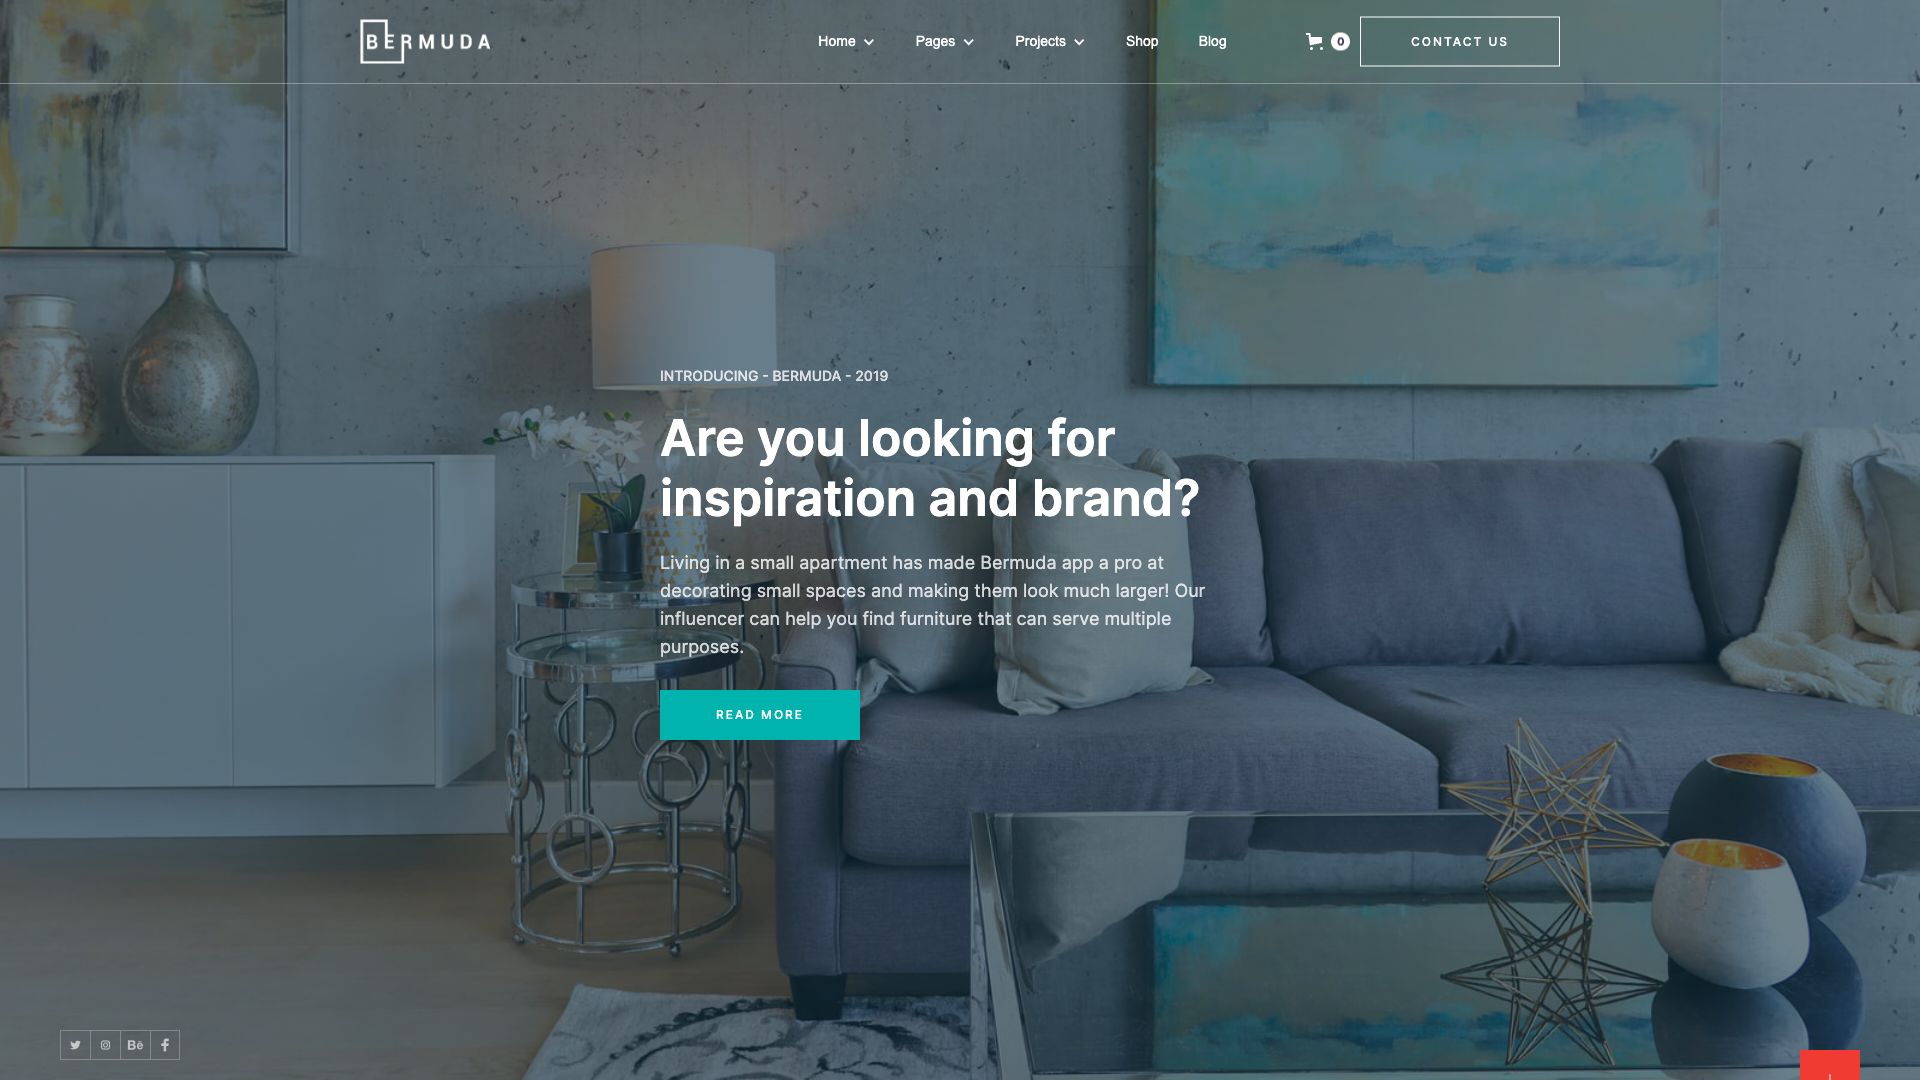 BERMUDA
Home
Pages
Projects
Shop
Blog
0
CONTACT US
INTRODUCING - BERMUDA - 2019
Are you looking for
inspiration and brand?
Living in a small apartment has made Bermuda app a pro at
decorating small spaces and making them look much larger! Our
influencer can help you find furniture that can serve multiple
purposes.
READ MORE
Bē